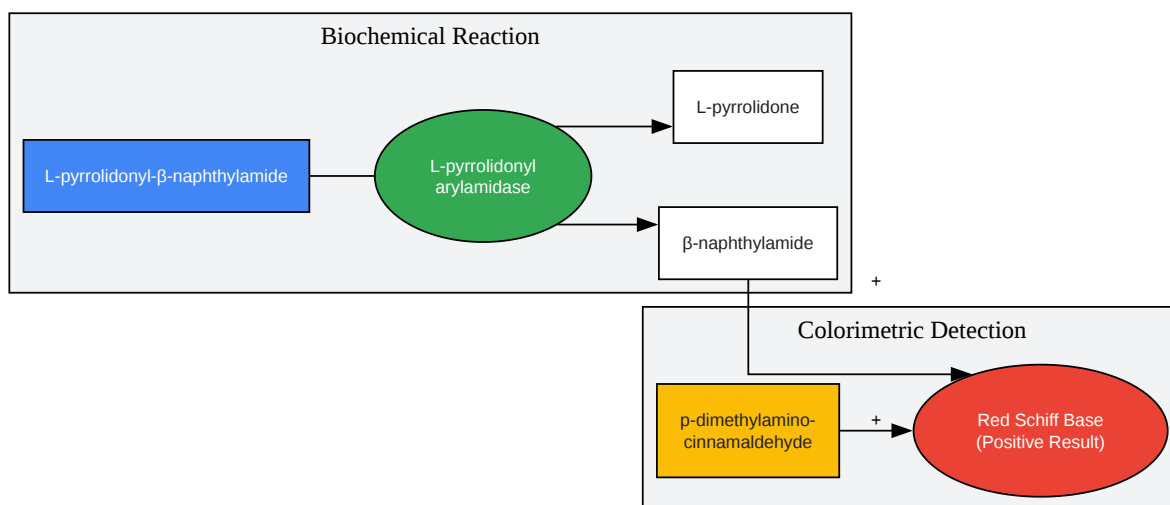 Biochemical Reaction
L-pyrrolidone
L-pyrrolidonyl-β-naphthylamide
L-pyrrolidonyl
arylamidase
β-naphthylamide
+
Colorimetric Detection
p-dimethylamino-
cinnamaldehyde
+
Red Schiff Base
(Positive Result)